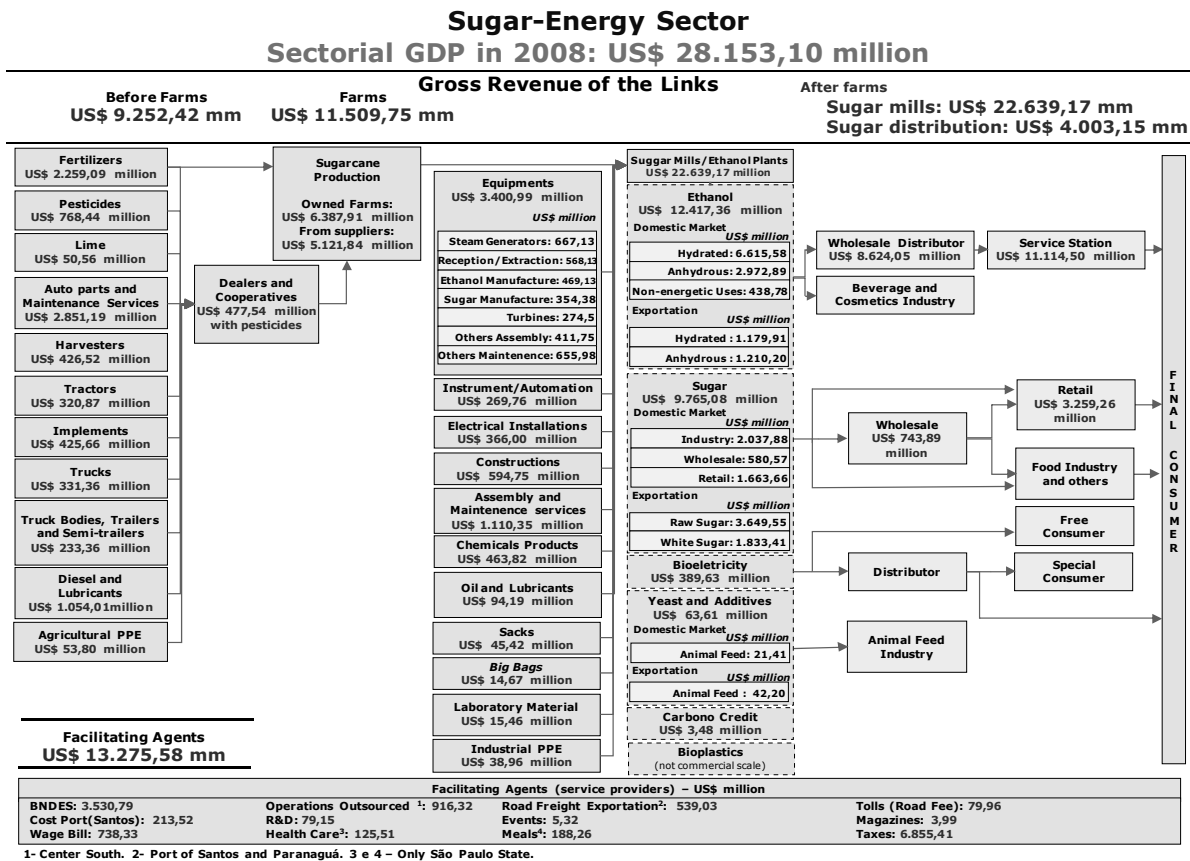 Sugar-Energy Sector
Sectorial GDP in 2008: US$ 28.153,10 million
Gross Revenue of the Links
Before Farms
US$ 9.252,42 mm
Farms
US$ 11.509,75 mm
After farms
Sugar mills: US$ 22.639,17 mm
Sugar distribution: US$ 4.003,15 mm
Fertilizers
US$ 2.259,09 million
Pesticides
US$ 768,44 million
Lime
US$ 50,56 million
Auto parts and
Maintenance Services
US$ 2.851,19 million
Harvesters
US$ 426,52 million
Tractors
US$ 320,87 million
Implements
US$ 425,66 million
Trucks
US$ 331,36 million
Truck Bodies, Trailers
and Semi-trailers
US$ 233,36 million
Diesel and
Lubricants
US$ 1.054,01million
Agricultural PPE
US$ 53,80 million
Dealers and
Cooperatives
US$ 477,54 million
with pesticides
Sugarcane
Production
Owned Farms:
US$ 6.387,91 million
From suppliers:
US$ 5.121,84 million
Equipments
US$ 3.400,99 million
US$ million
Steam Generators: 667,13
Reception/Extraction: 568,13
Ethanol Manufacture: 469,13
Sugar Manufacture: 354,38
Turbines: 274,5
Others Assembly: 411,75
Others Maintenence: 655,98
Instrument/Automation
US$ 269,76 million
Electrical Installations
US$ 366,00 million
Constructions
US$ 594,75 million
Assembly and
Maintenence services
US$ 1.110,35 million
Chemicals Products
US$ 463,82 million
Oil and Lubricants
US$ 94,19 million
Sacks
US$ 45,42 million
Big Bags
US$ 14,67 million
Laboratory Material
US$ 15,46 million
Industrial PPE
US$ 38,96 million
Suggar Mills/Ethanol Plants
US$ 22.639,17 million
Ethanol
US$ 12.417,36 million
Domestic Market
US$ million
Hydrated: 6.615,58
Anhydrous: 2.972,89
Non-energetic Uses: 438,78
Exportation
US$ million
Hydrated : 1.179,91
Anhydrous : 1.210,20
Sugar
US$ 9.765,08 million
Domestic Market
US$ million
Industry: 2.037,88
Wholesale: 580,57
Retail: 1.663,66
Exportation
US$ million
Raw Sugar: 3.649,55
White Sugar: 1.833,41
Bioeletricity
US$ 389,63 million
Yeast and Additives
US$ 63,61 million
Domestic Market
US$ million
Animal Feed: 21,41
Exportation
US$ million
Animal Feed : 42,20
Carbono Credit
US$ 3,48 million
Bioplastics
(not commercial scale)
Wholesale Distributor
US$ 8.624,05 million
Service Station
US$ 11.114,50 million
Beverage and
Cosmetics Industry
Wholesale
US$ 743,89
million
Retail
US$ 3.259,26
million
Food Industry
and others
Free
Consumer
Distributor
Special
Consumer
Animal Feed
Industry
FINAL CONSUMER
Facilitating Agents
US$ 13.275,58 mm
Facilitating Agents (service providers) – US$ million
BNDES: 3.530,79 Operations Outsourced ¹: 916,32 Road Freight Exportation²: 539,03 Tolls (Road Fee): 79,96
Cost Port(Santos): 213,52 R&D: 79,15 Events: 5,32 Magazines: 3,99
Wage Bill: 738,33 Health Care³: 125,51 Meals⁴: 188,26 Taxes: 6.855,41
1- Center South. 2- Port of Santos and Paranaguá. 3 e 4 – Only São Paulo State.